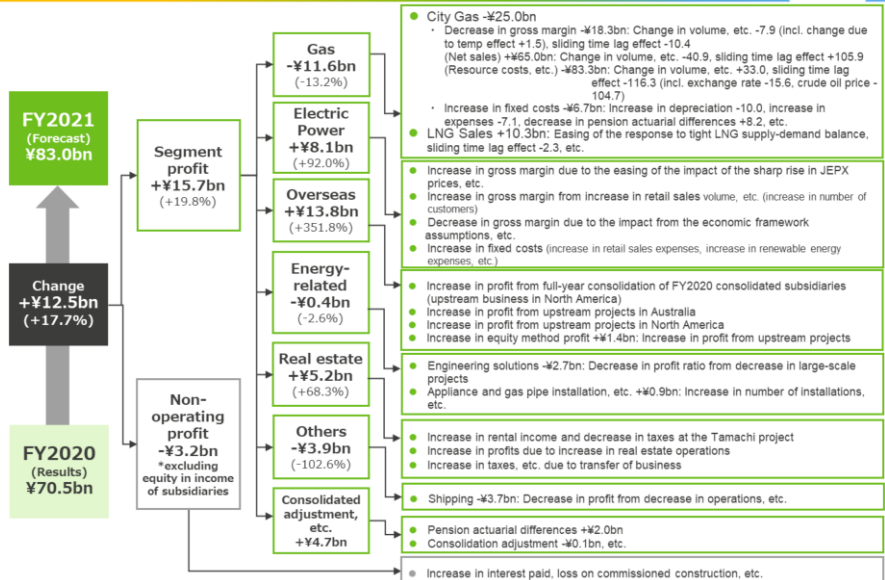 FY2021
(Forecast)
¥83.0bn
Change
+¥12.5bn
(+17.7%)
FY2020
(Results)
¥70.5bn
Segment
profit
+¥15.7bn
(+19.8%)
Non-
operating
profit
-¥3.2bn
*excluding
equity in income
of subsidiaries
Gas
-¥11.6bn
(-13.2%)
Electric
Power
+¥8.1bn
(+92.0%)
Overseas
+¥13.8bn
(+351.8%)
Energy-
related
-¥0.4bn
(-2.6%)
Real estate
+¥5.2bn
(+68.3%)
Others
-¥3.9bn
(-102.6%)
Consolidated
adjustment,
etc.
+¥4.7bn
● City Gas -¥25.0bn
・ Decrease in gross margin -¥18.3bn: Change in volume, etc. -7.9 (incl. change due
to temp effect +1.5), sliding time lag effect -10.4
(Net sales) +¥65.0bn: Change in volume, etc. -40.9, sliding time lag effect +105.9
(Resource costs, etc.) -¥83.3bn: Change in volume, etc. +33.0, sliding time lag
effect -116.3 (incl. exchange rate -15.6, crude oil price -
104.7)
・ Increase in fixed costs -¥6.7bn: Increase in depreciation -10.0, increase in
expenses -7.1, decrease in pension actuarial differences +8.2, etc.
● LNG Sales +10.3bn: Easing of the response to tight LNG supply-demand balance,
sliding time lag effect -2.3, etc.
● Increase in gross margin due to the easing of the impact of the sharp rise in JEPX
prices, etc.
● Increase in gross margin from increase in retail sales volume, etc. (increase in number of
customers)
● Decrease in gross margin due to the impact from the economic framework
assumptions, etc.
● Increase in fixed costs (increase in retail sales expenses, increase in renewable energy
expenses, etc.)
● Increase in profit from full-year consolidation of FY2020 consolidated subsidiaries
(upstream business in North America)
● Increase in profit from upstream projects in Australia
● Increase in profit from upstream projects in North America
● Increase in equity method profit +¥1.4bn: Increase in profit from upstream projects
● Engineering solutions -¥2.7bn: Decrease in profit ratio from decrease in large-scale
projects
● Appliance and gas pipe installation, etc. +¥0.9bn: Increase in number of installations,
etc.
● Increase in rental income and decrease in taxes at the Tamachi project
● Increase in profits due to increase in real estate operations
● Increase in taxes, etc. due to transfer of business
● Shipping -¥3.7bn: Decrease in profit from decrease in operations, etc.
● Pension actuarial differences +¥2.0bn
● Consolidation adjustment -¥0.1bn, etc.
● Increase in interest paid, loss on commissioned construction, etc.